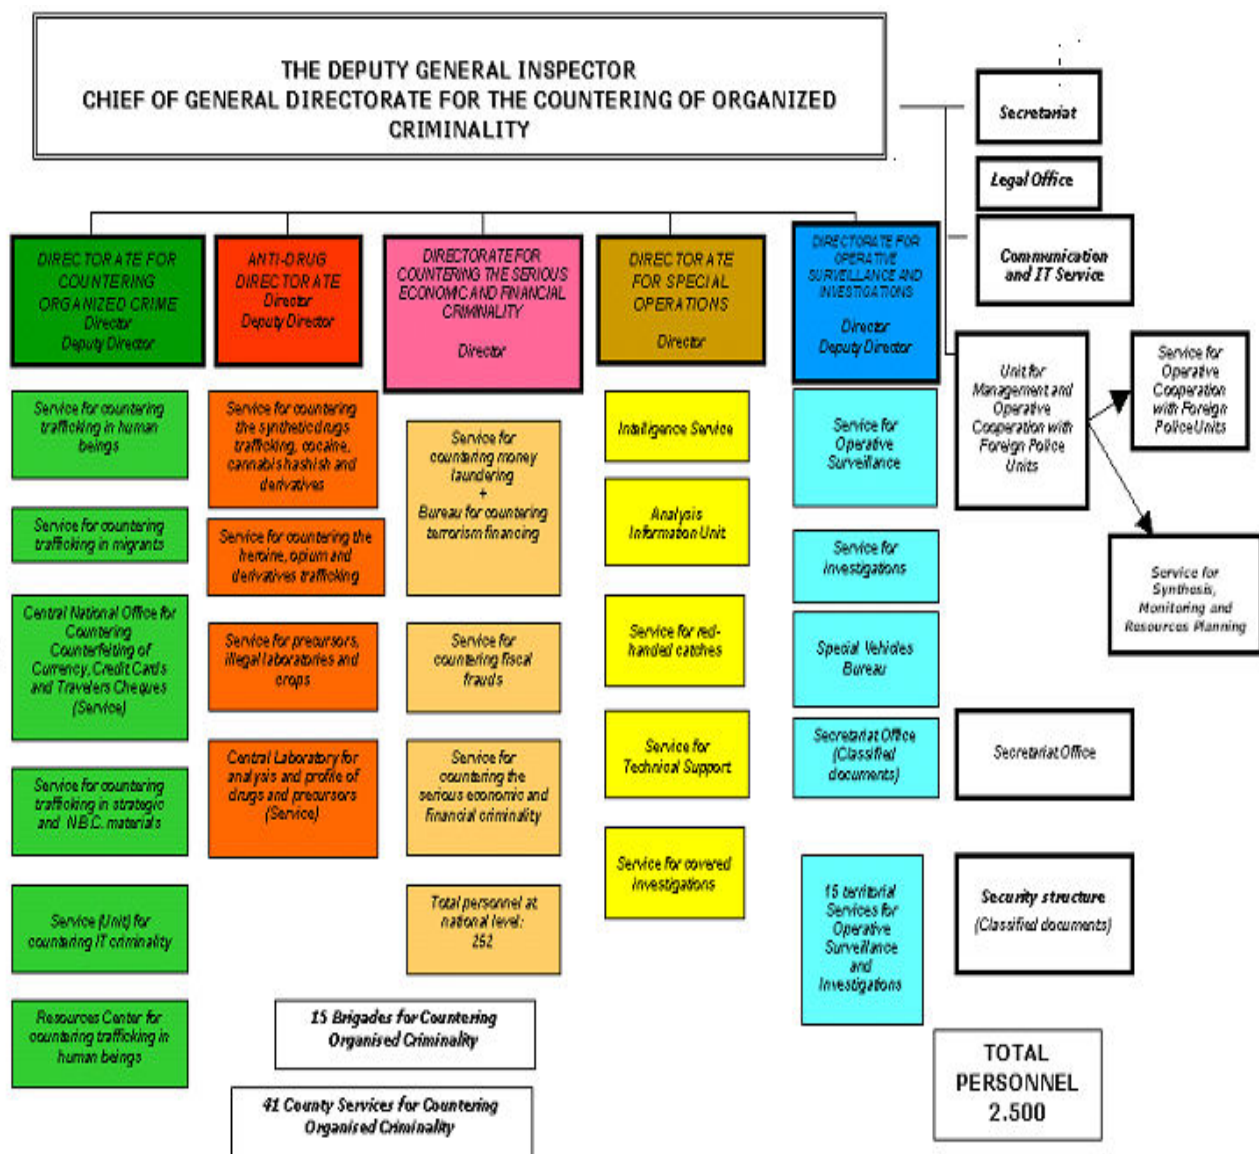 THE DEPUTY GENERAL INSPECTOR
CHIEF OF GENERAL DIRECTORATE FOR THE COUNTERING OF ORGANIZED
CRIMINALITY
Secretariat
Legal Office
Communication
and IT Service
DIRECTORATE FOR
COUNTERING
ORGANIZED CRIME
Director
Deputy Director
ANTI-DRUG
DIRECTORATE
Director
Deputy Director
DIRECTORATE FOR
COUNTERING THE SERIOUS
ECONOMIC AND FINANCIAL
CRIMINALITY
Director
DIRECTORATE
FOR SPECIAL
OPERATIONS
Director
DIRECTORATE FOR
OPERATIVE
SURVEILLANCE AND
INVESTIGATIONS
Director
Deputy Director
Unit for
Management and
Operative
Cooperation with
Foreign Police
Units
Service for
Operative
Cooperation
with Foreign
Police Units
Service for
Synthesis,
Monitoring and
Resources Planning
Service for countering
trafficking in human
beings
Service for countering
trafficking in migrants
Central National Office for
Countering
Counterfeiting of
Currency, Credit Cards
and Travelers Cheques
(Service)
Service for countering
trafficking in strategic
and N.B.C. materials
Service (Unit) for
countering IT criminality
Resources Center for
countering trafficking in
human beings
Service for countering
the synthetic drugs
trafficking, cocaine,
cannabis hashish and
derivatives
Service for countering the
heroine, opium and
derivatives trafficking
Service for precursors,
illegal laboratories and
crops
Central Laboratory for
analysis and profile of
drugs and precursors
(Service)
Service for
countering money
laundering
+
Bureau for countering
terrorism financing
Service for
countering fiscal
frauds
Service for
countering the
serious economic and
financial criminality
Total personnel at
national level:
252
Intelligence Service
Analysis
Information Unit
Service for red-
handed catches
Service for
Technical Support
Service for covered
investigations
Service for
Operative
Surveillance
Service for
investigations
Special Vehicles
Bureau
Secretariat Office
(Classified
documents)
15 territorial
Services for
Operative
Surveillance
and
Investigations
Secretariat Office
Security structure
(Classified documents)
15 Brigades for Countering
Organised Criminality
41 County Services for Countering
Organised Criminality
TOTAL
PERSONNEL
2.500